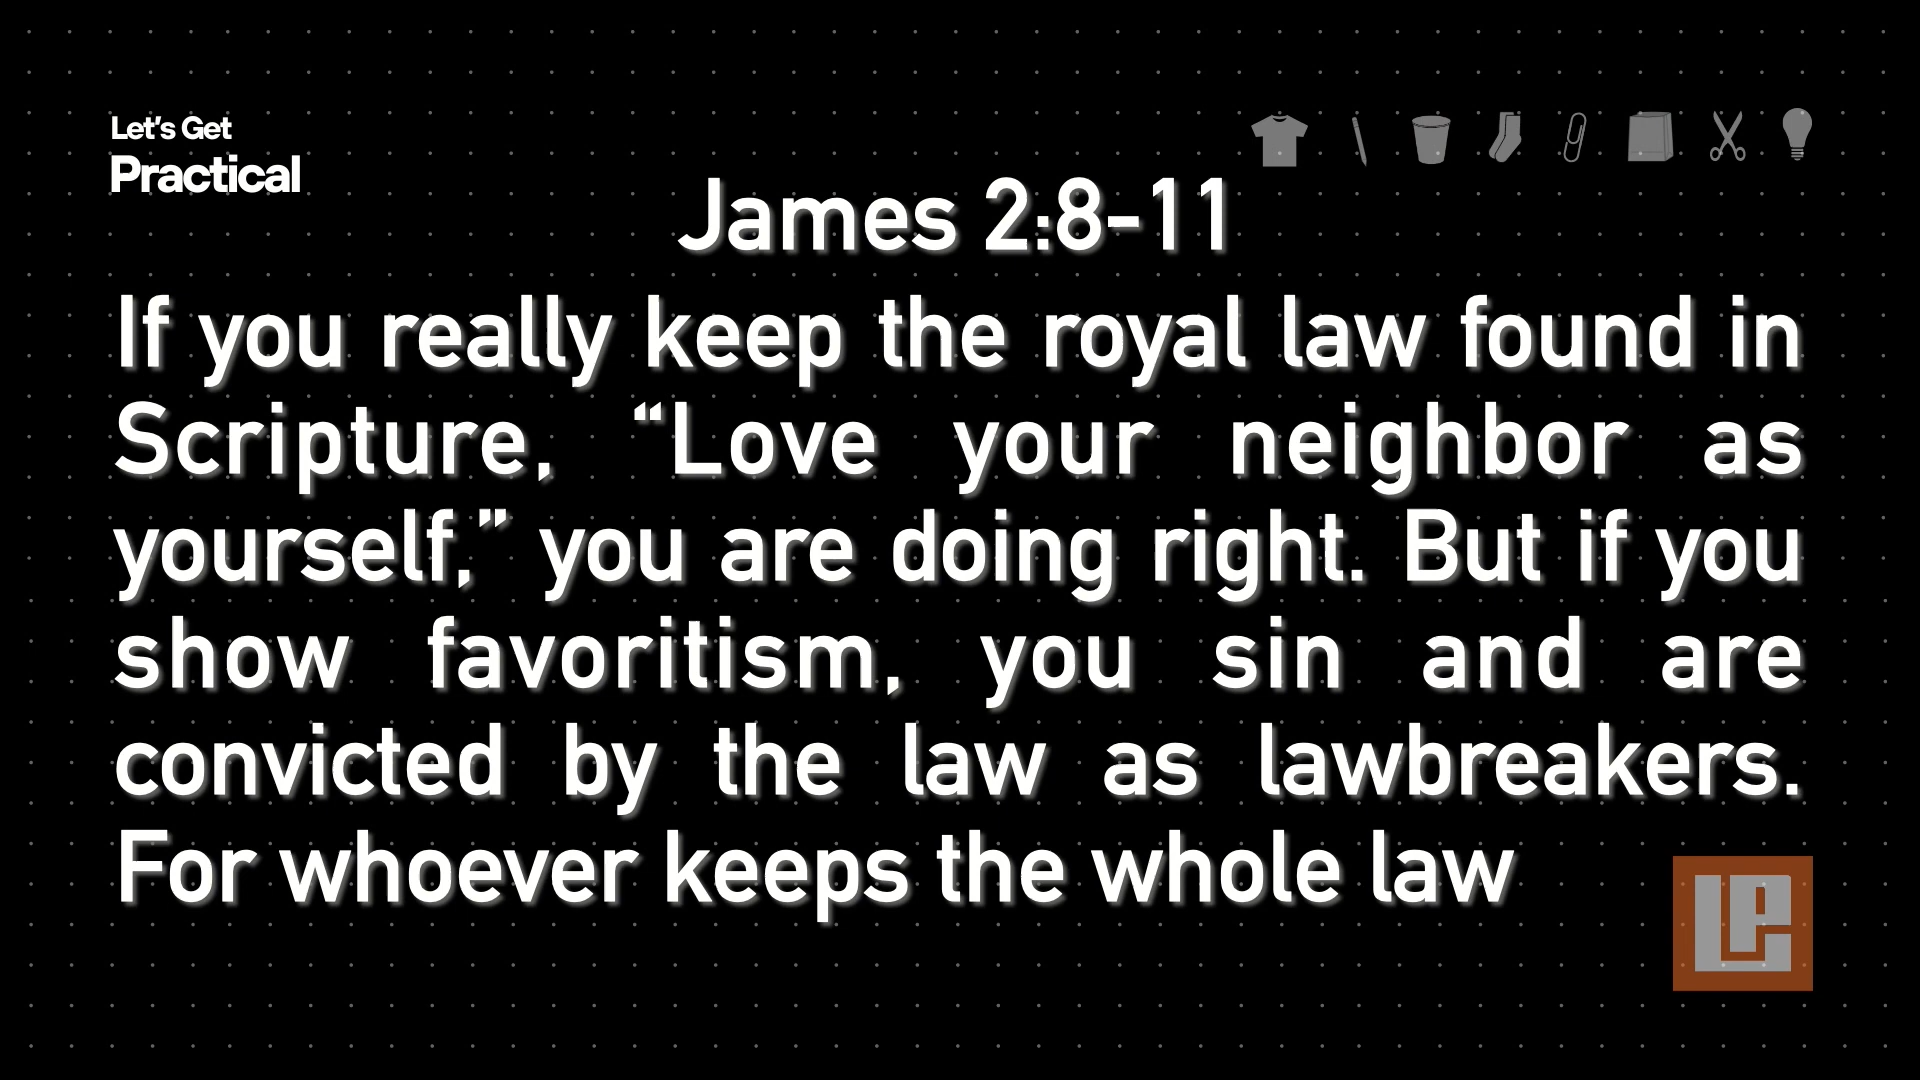 Let's Get
Practical
James 2:8-11
If you really keep the royal law found in
Scripture, “Love your neighbor as
yourself,” you are doing right. But if you
show favoritism, you sin and are
convicted by the law as lawbreakers.
For whoever keeps the whole law
LP